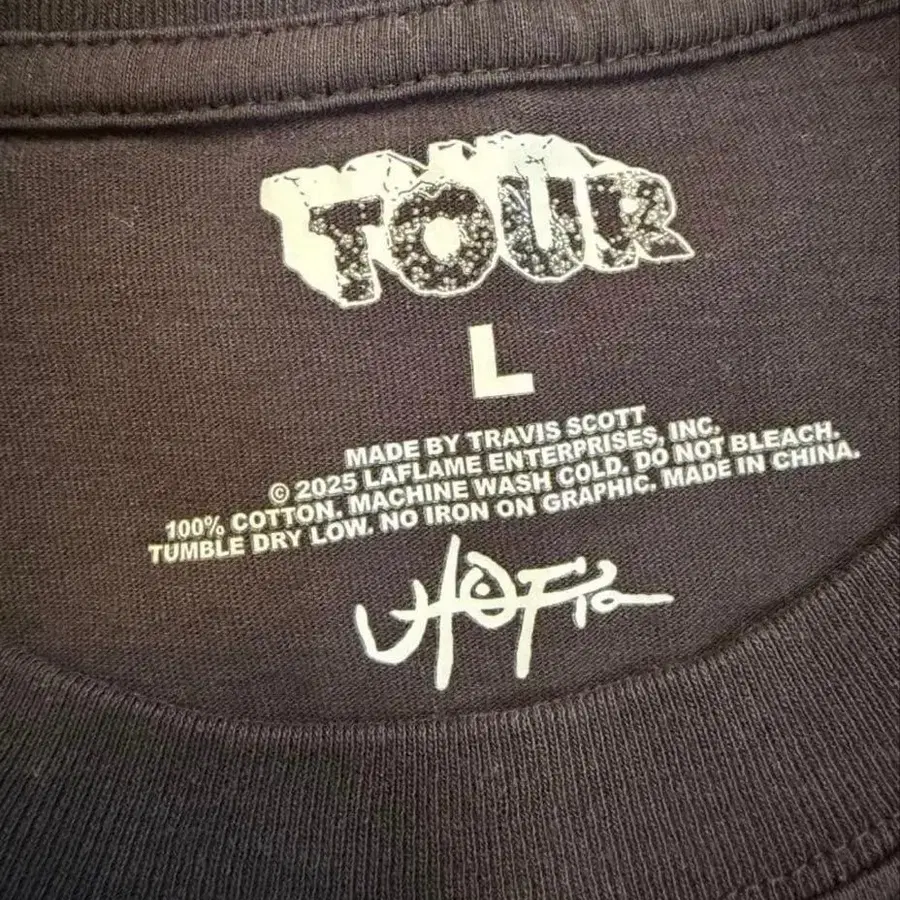 TOUR
L
MADE BY TRAVIS SCOTT
© 2025 LAFLAME ENTERPRISES, INC.
100% COTTON. MACHINE WASH COLD. DO NOT BLEACH.
TUMBLE DRY LOW. NO IRON ON GRAPHIC. MADE IN CHINA.
UTOPIA